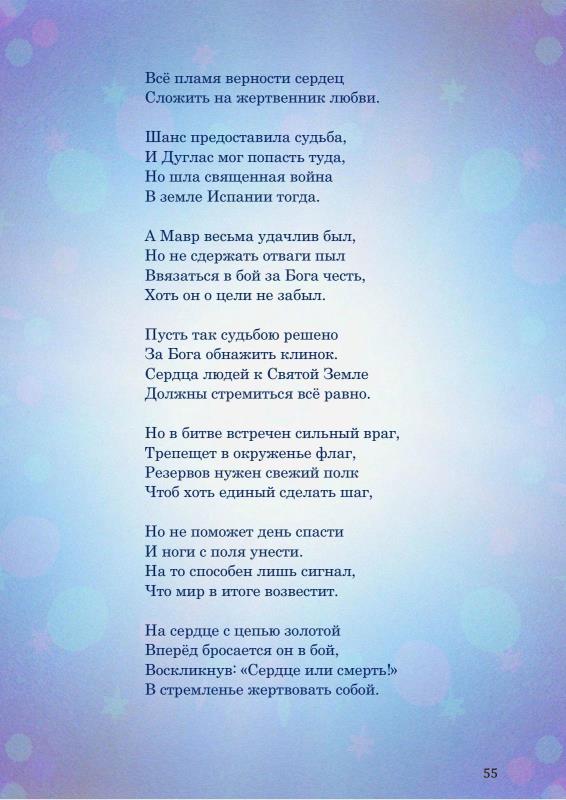 Всё пламя верности сердец
Сложить на жертвенник любви.
Шанс предоставила судьба,
И Дуглас мог попасть туда,
Но шла священная война
В земле Испании тогда.
А Мавр весьма удачлив был,
Но не сдержать отваги пыл
Ввязаться в бой за Бога честь,
Хоть он о цели не забыл.
Пусть так судьбою решено
За Бога обнажить клинок.
Сердца людей к Святой Земле
Должны стремиться всё равно.
Но в битве встречен сильный враг,
Трепещет в окруженье флаг,
Резервов нужен свежий полк
Чтоб хоть единый сделать шаг,
Но не поможет день спасти
И ноги с поля унести.
На то способен лишь сигнал,
Что мир в итоге возвестит.
На сердце с цепью золотой
Вперёд бросается он в бой,
Воскликнув: «Сердце или смерть!»
В стремленье жертвовать собой.
55